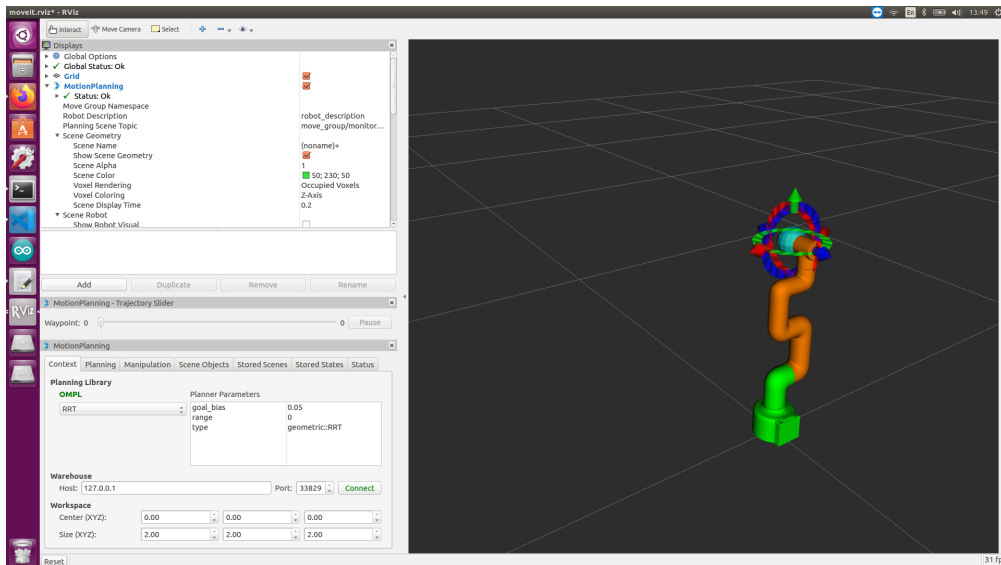 moveit.rviz* - RViz
En
13:49
Interact
Move Camera
Select
Displays
Global Options
Global Status: Ok
Grid
MotionPlanning
Status: Ok
Move Group Namespace
Robot Description robot_description
Planning Scene Topic move_group/monitor...
Scene Geometry
Scene Name (noname)+
Show Scene Geometry
Scene Alpha 1
Scene Color 50; 230; 50
Voxel Rendering Occupied Voxels
Voxel Coloring Z-Axis
Scene Display Time 0.2
Scene Robot
Show Robot Visual
Add Duplicate Remove Rename
MotionPlanning - Trajectory Slider
Waypoint: 0 0 Pause
MotionPlanning
Context Planning Manipulation Scene Objects Stored Scenes Stored States Status
Planning Library
OMPL Planner Parameters
RRT goal_bias 0.05
range 0
type geometric::RRT
Warehouse
Host: 127.0.0.1 Port: 33829 Connect
Workspace
Center (XYZ): 0.00 0.00 0.00
Size (XYZ): 2.00 2.00 2.00
Reset
31 fp
RViz